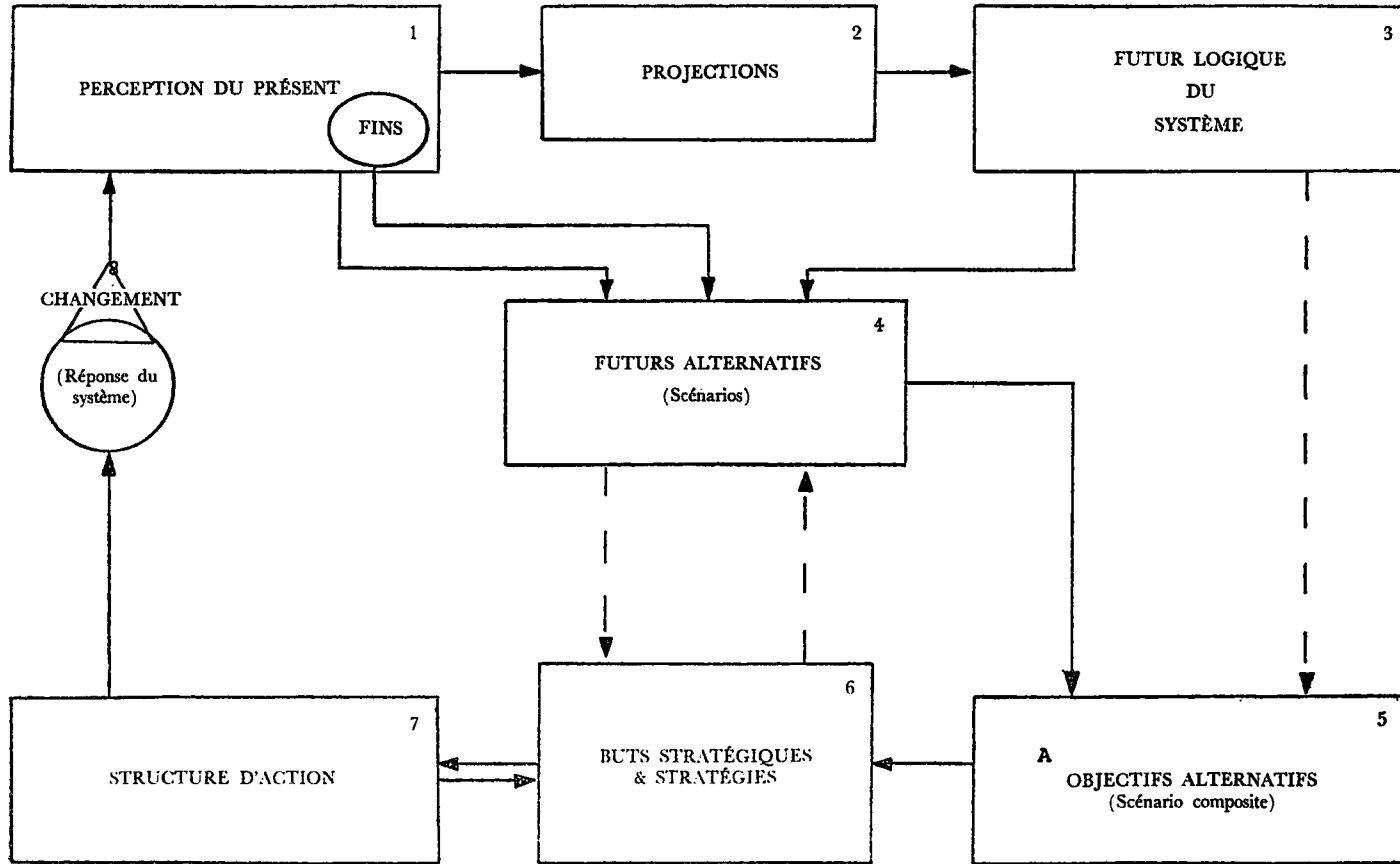 1
PERCEPTION DU PRÉSENT
FINS
2
PROJECTIONS
3
FUTUR LOGIQUE
DU
SYSTÈME
8
CHANGEMENT
(Réponse du
système)
4
FUTURS ALTERNATIFS
(Scénarios)
7
STRUCTURE D'ACTION
6
BUTS STRATÉGIQUES
& STRATÉGIES
5
A
OBJECTIFS ALTERNATIFS
(Scénario composite)